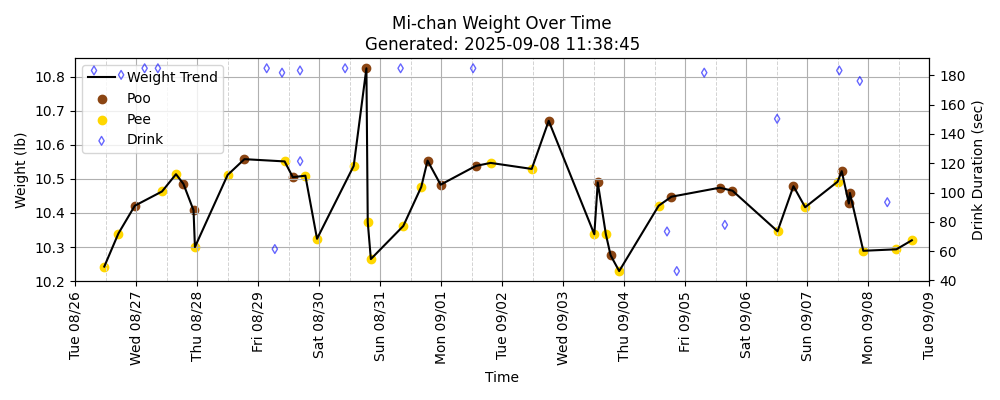 Mi-chan Weight Over Time
Generated: 2025-09-08 11:38:45
Weight (lb)
10.8
10.7
10.6
10.5
10.4
10.3
10.2
Weight Trend
Poo
Pee
Drink
180
160
140
120
100
80
60
40
Drink Duration (sec)
Tue 08/26
Wed 08/27
Thu 08/28
Fri 08/29
Sat 08/30
Sun 08/31
Mon 09/01
Tue 09/02
Wed 09/03
Thu 09/04
Fri 09/05
Sat 09/06
Sun 09/07
Mon 09/08
Tue 09/09
Time